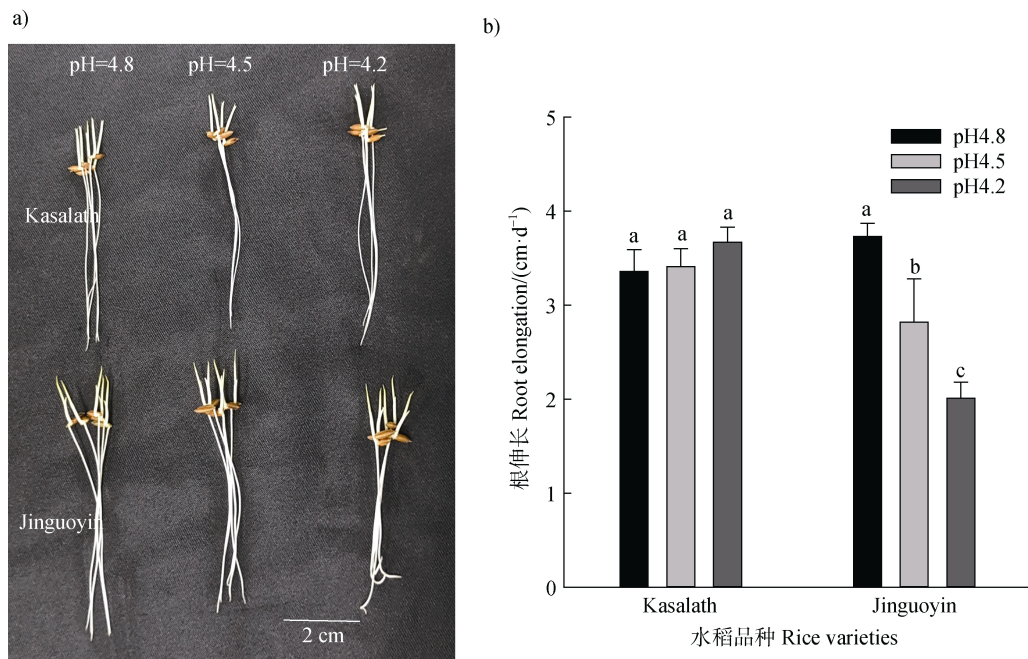 a)
pH=4.8 pH=4.5 pH=4.2
Kasalath
Jinguoyin
2 cm
b)
根伸长 Root elongation/(cm·d⁻¹)
5
4
3
2
1
0
pH4.8
pH4.5
pH4.2
a a a a b c
Kasalath Jinguoyin
水稻品种 Rice varieties